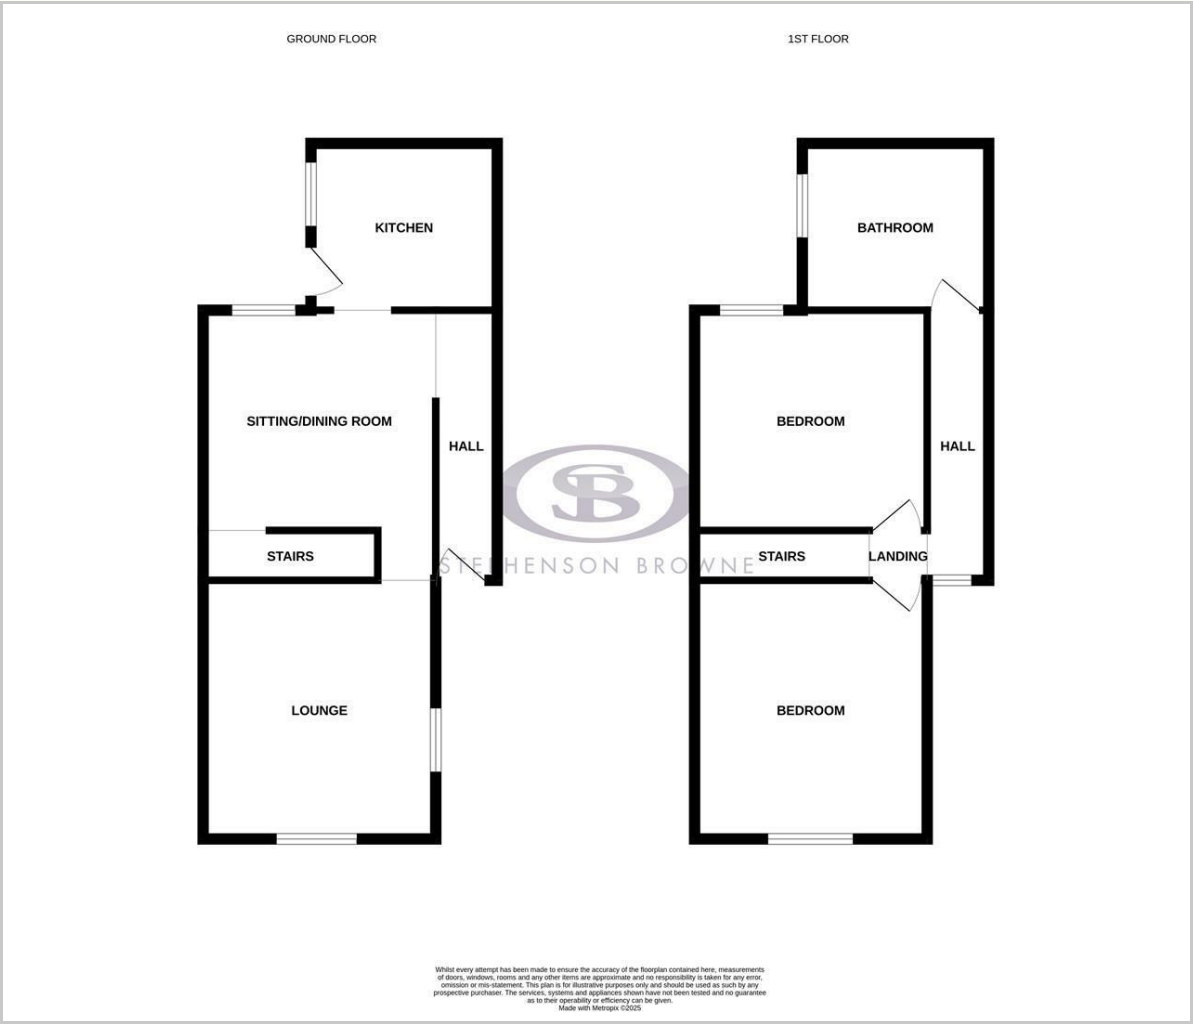 GROUND FLOOR
1ST FLOOR
KITCHEN
BATHROOM
SITTING/DINING ROOM
HALL
BEDROOM
HALL
SB
STAIRS
STAIRS
LANDING
STEPHENSON BROWNE
LOUNGE
BEDROOM
Whilst every attempt has been made to ensure the accuracy of the floorplan contained here, measurements
of doors, windows, rooms and any other items are approximate and no responsibility is taken for any error,
omission or mis-statement. This plan is for illustrative purposes only and should be used as such by any
prospective purchaser. The services, systems and appliances shown have not been tested and no guarantee
as to their operability or efficiency can be given.
Made with Metropix ©2025